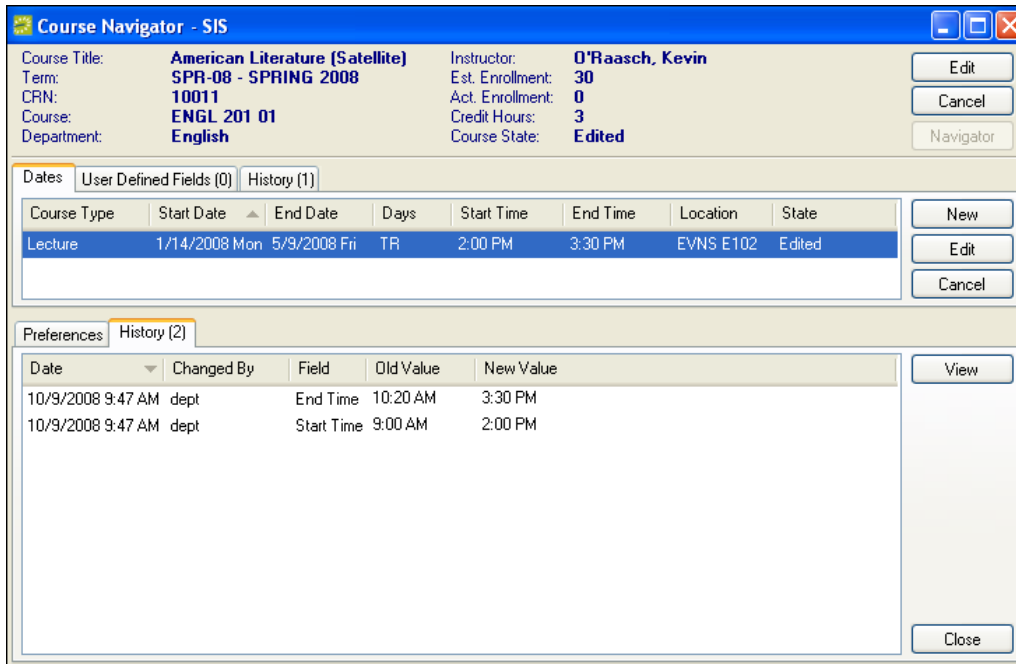 Course Navigator - SIS
Course Title: American Literature (Satellite) Instructor: O'Raasch, Kevin Edit
Term: SPR-08 - SPRING 2008 Est. Enrollment: 30
CRN: 10011 Act. Enrollment: 0 Cancel
Course: ENGL 201 01 Credit Hours: 3
Department: English Course State: Edited Navigator
Dates User Defined Fields (0) History (1)
Course Type Start Date End Date Days Start Time End Time Location State New
Lecture 1/14/2008 Mon 5/9/2008 Fri TR 2:00 PM 3:30 PM EVNS E102 Edited Edit
Cancel
Preferences History (2)
Date Changed By Field Old Value New Value View
10/9/2008 9:47 AM dept End Time 10:20 AM 3:30 PM
10/9/2008 9:47 AM dept Start Time 9:00 AM 2:00 PM
Close